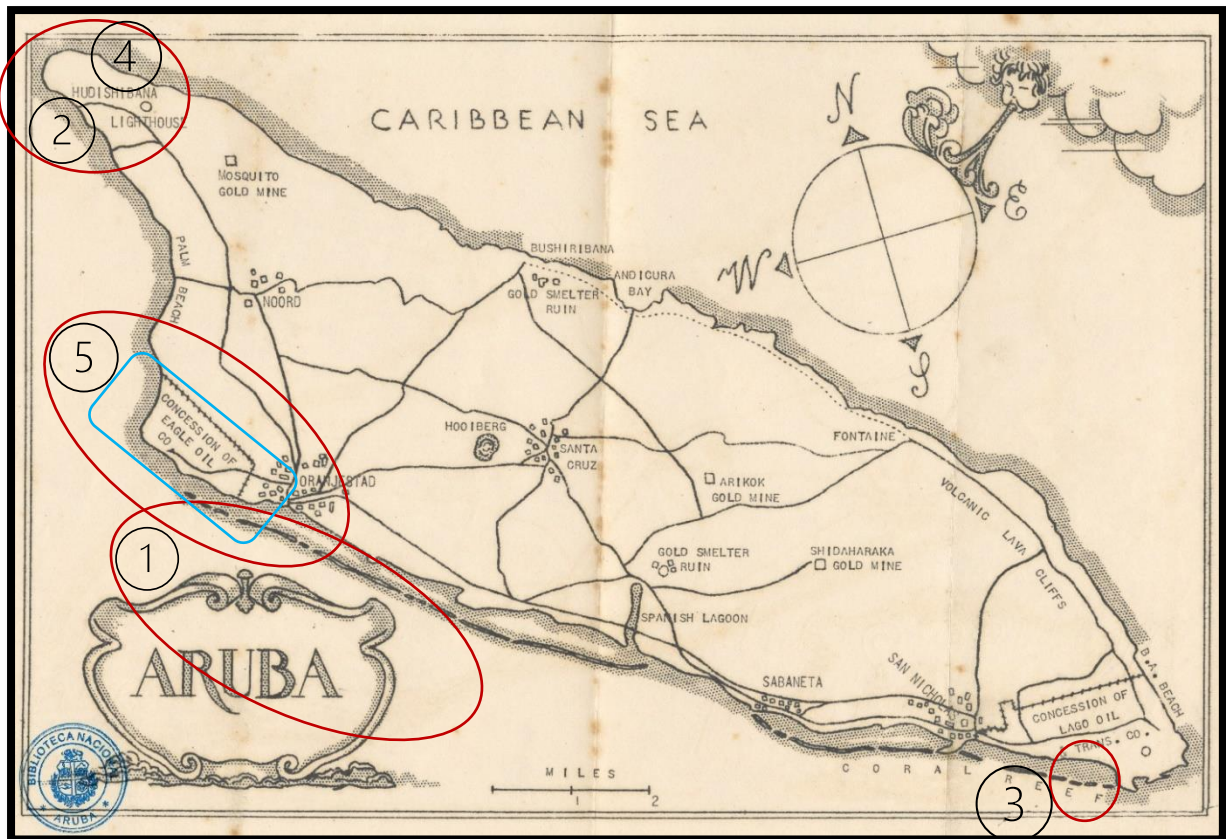 4
HUDISHIBANA
2
LIGHTHOUSE
CARIBBEAN SEA
N
E
W
S
MOSQUITO
GOLD MINE
PALM BEACH
NOORD
BUSHIRIBANA
ANDICURA
BAY
GOLD SMELTER
RUIN
5
CONCESSION OF
EAGLE OIL
CO
ORANJESTAD
HOOIBERG
SANTA
CRUZ
FONTAINE
ARIKOK
GOLD MINE
VOLCANIC LAVA CLIFFS
1
GOLD SMELTER
RUIN
SHIDAHARAKA
GOLD MINE
SPANISH LAGOON
ARUBA
SABANETA
SAN NICHOLAS
B.A. BEACH
CONCESSION OF
LAGO OIL
TRANS. CO.
CORAL REEF
3
MILES
1 2
BIBLIOTECA NACIONAL
ARUBA